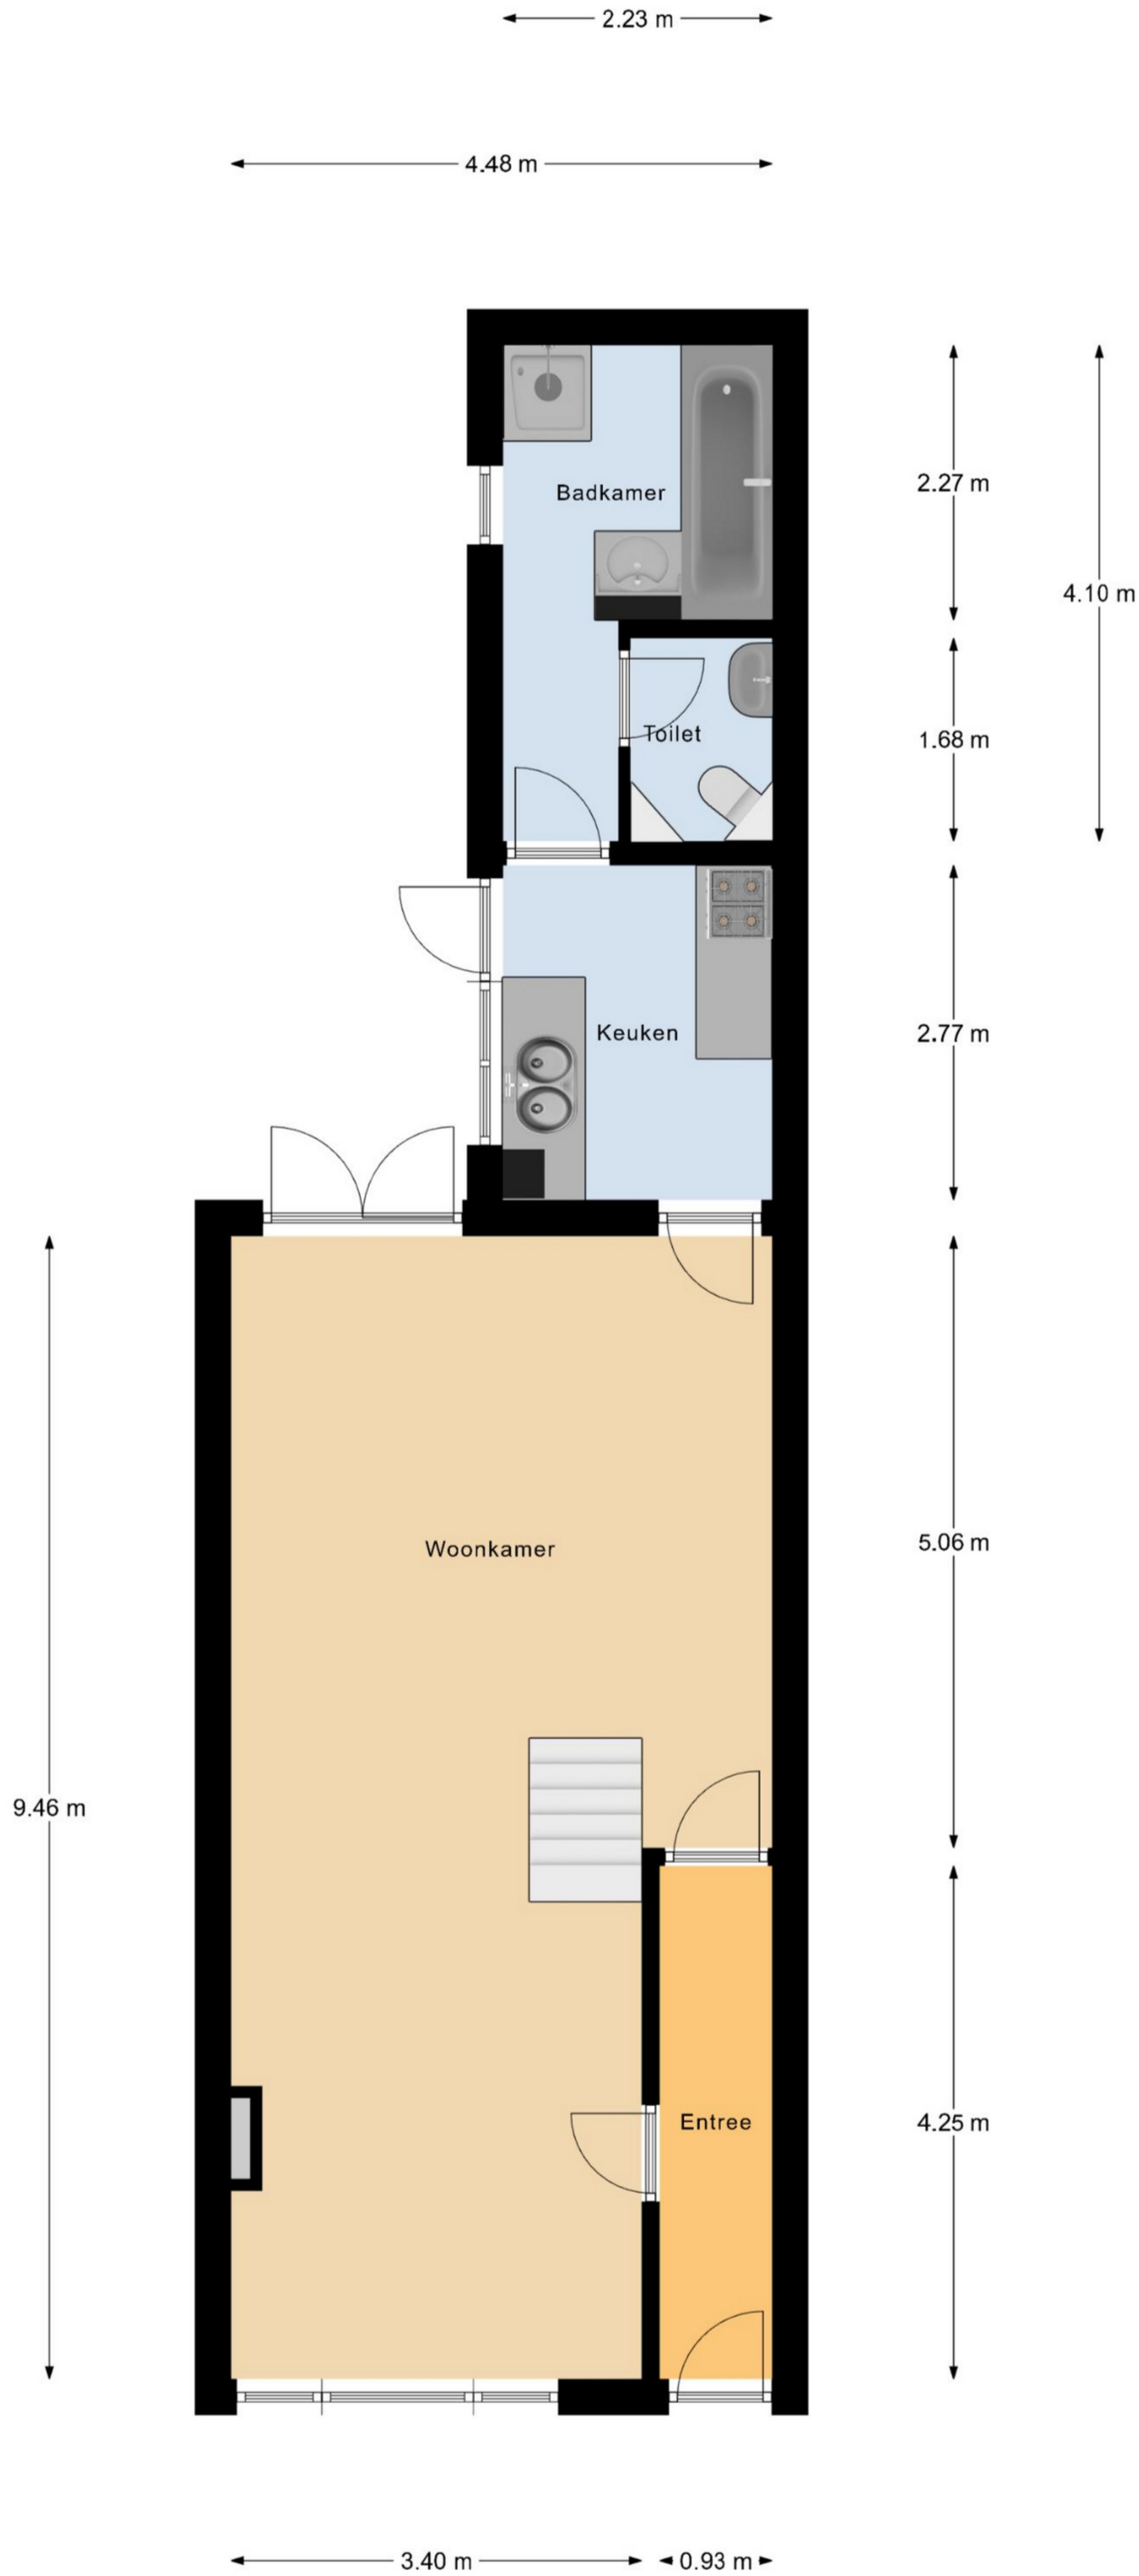 2.23 m
4.48 m
Badkamer
2.27 m
4.10 m
Toilet
1.68 m
Keuken
2.77 m
Woonkamer
5.06 m
9.46 m
Entree
4.25 m
3.40 m
0.93 m